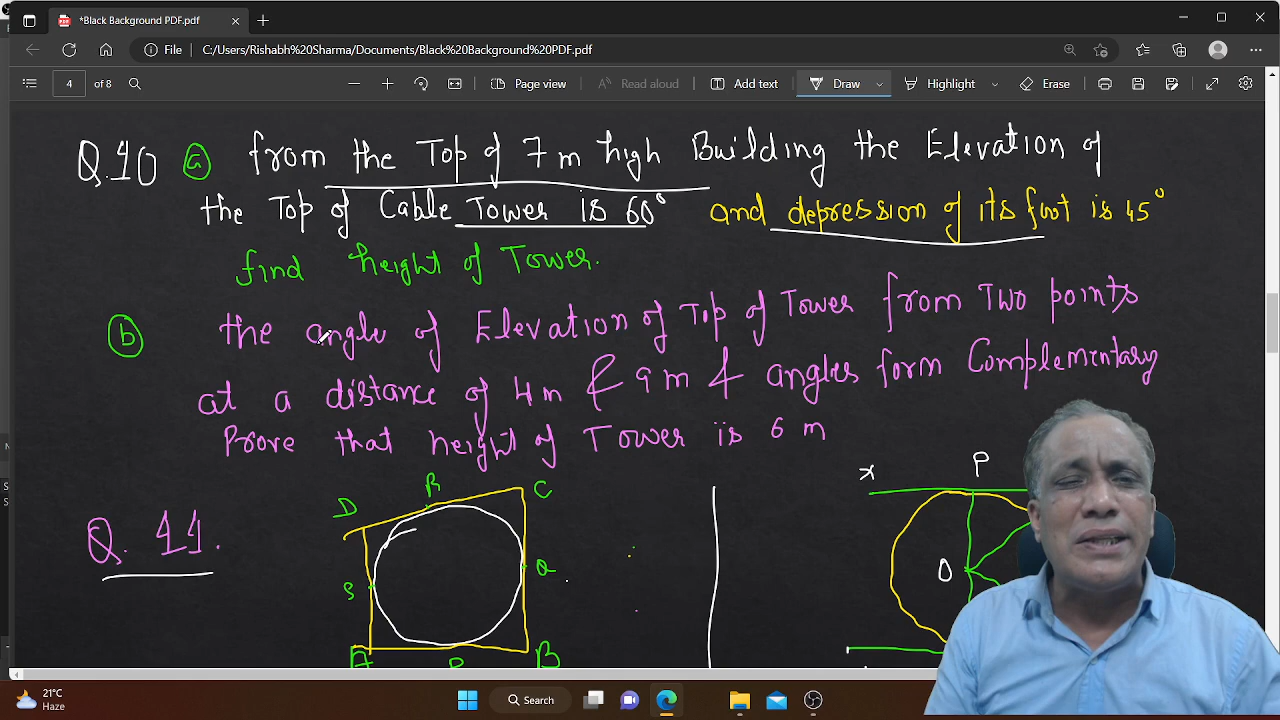 *Black Background PDF.pdf
File C:/Users/Rishabh%20Sharma/Documents/Black%20Background%20PDF.pdf
4 of 8 Page view Read aloud Add text Draw Highlight Erase
Q.10 a from the Top of 7 m high Building the Elevation of
the Top of Cable Tower is 60° and depression of its foot is 45°
find height of Tower.
b the angle of Elevation of Top of Tower from Two points
at a distance of 4 m & 9 m & angles form Complementary
Prove that height of Tower is 6 m
Q. 11.
D R C
S Q
A P B
x P
O
21°C
Haze
Search